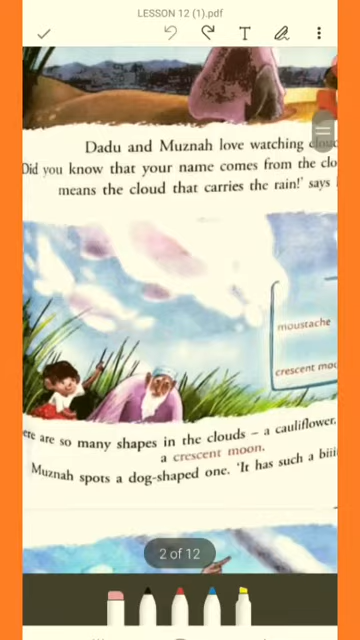 LESSON 12 (1).pdf
T
Dadu and Muznah love watching
Did you know that your name comes from the
means the cloud that carries the rain!' says
moustache
crescent
are so many shapes in the clouds – a cauliflower.
a crescent moon.
Muznah spots a dog-shaped one. 'It has such a
2 of 12